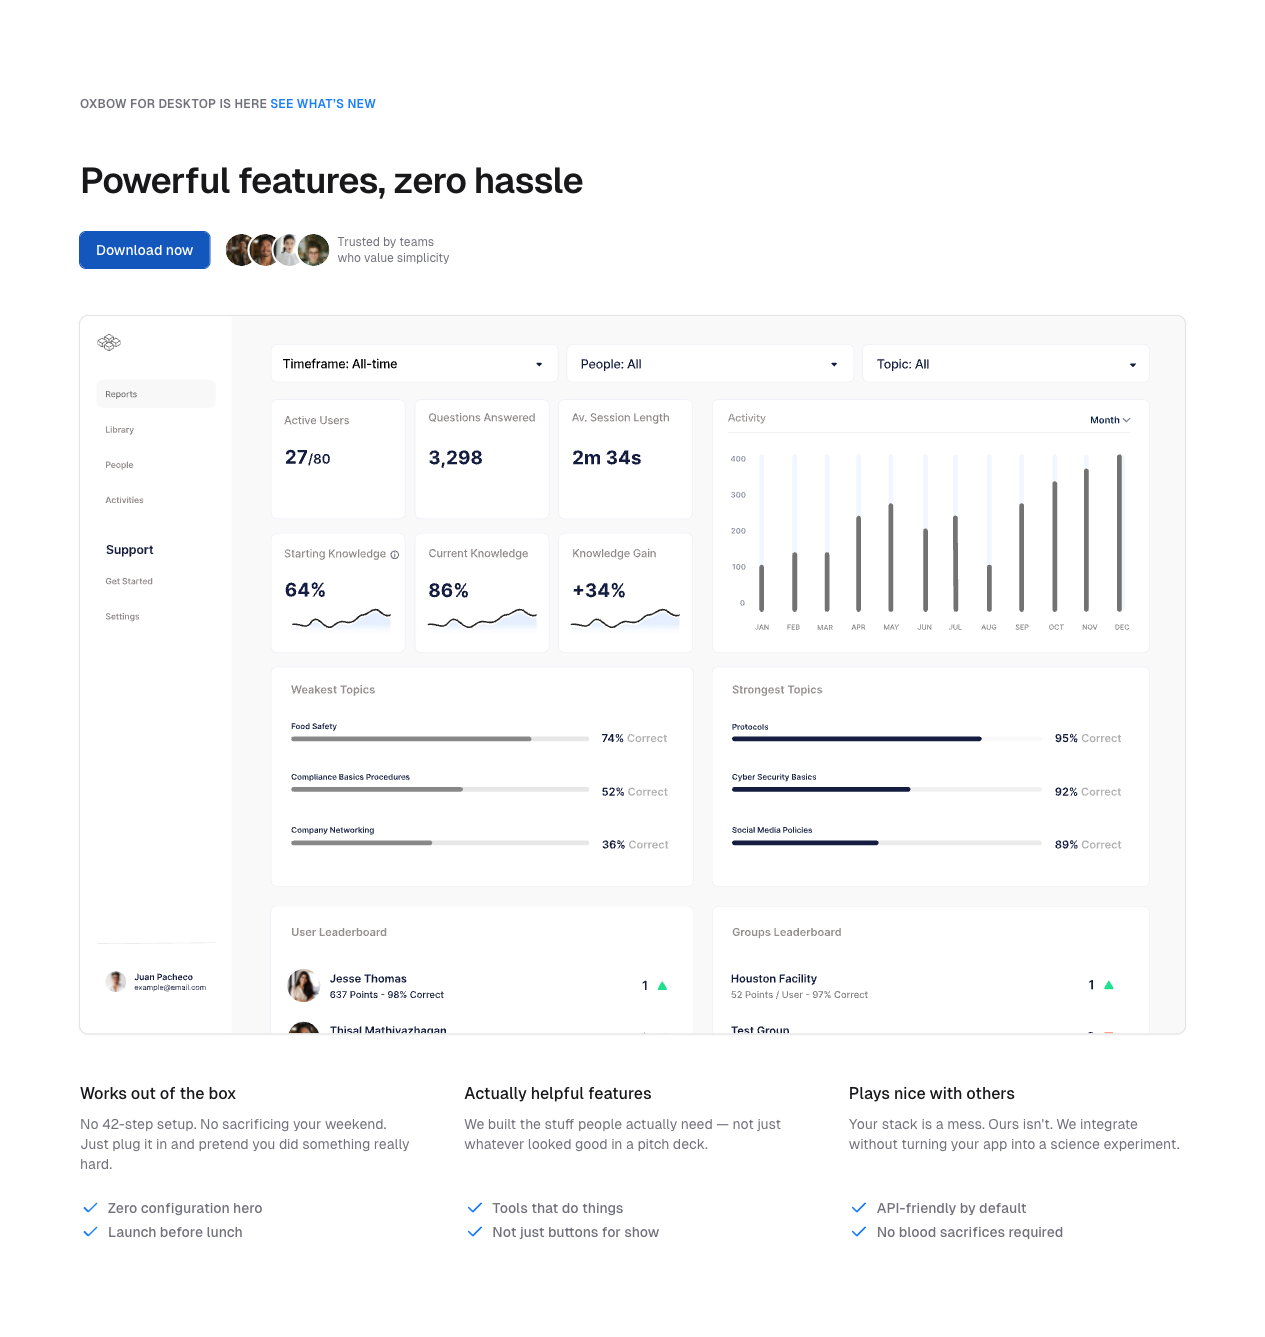 OXBOW FOR DESKTOP IS HERE SEE WHAT'S NEW
Powerful features, zero hassle
Download now
Trusted by teams
who value simplicity
Reports
Library
People
Activities
Support
Get Started
Settings
Juan Pacheco
example@email.com
Timeframe: All-time
People: All
Topic: All
Active Users
27/80
Questions Answered
3,298
Av. Session Length
2m 34s
Starting Knowledge
64%
Current Knowledge
86%
Knowledge Gain
+34%
Activity
Month
400
300
200
100
0
JAN FEB MAR APR MAY JUN JUL AUG SEP OCT NOV DEC
Weakest Topics
Food Safety
74% Correct
Compliance Basics Procedures
52% Correct
Company Networking
36% Correct
Strongest Topics
Protocols
95% Correct
Cyber Security Basics
92% Correct
Social Media Policies
89% Correct
User Leaderboard
Jesse Thomas
637 Points - 98% Correct
1
Thisal Mathiyazhagan
Groups Leaderboard
Houston Facility
52 Points / User - 97% Correct
1
Test Group
Works out of the box
No 42-step setup. No sacrificing your weekend.
Just plug it in and pretend you did something really
hard.
Zero configuration hero
Launch before lunch
Actually helpful features
We built the stuff people actually need — not just
whatever looked good in a pitch deck.
Tools that do things
Not just buttons for show
Plays nice with others
Your stack is a mess. Ours isn't. We integrate
without turning your app into a science experiment.
API-friendly by default
No blood sacrifices required